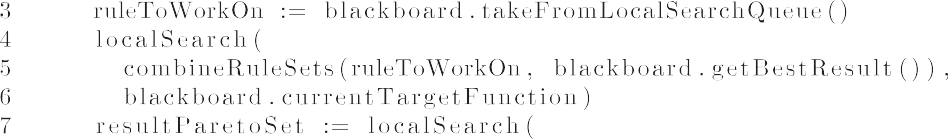 3 ruleToWorkOn := blackboard.takeFromLocalSearchQueue()
4 localSearch(
5 combineRuleSets(ruleToWorkOn, blackboard.getBestResult()),
6 blackboard.currentTargetFunction)
7 resultParetoSet := localSearch(